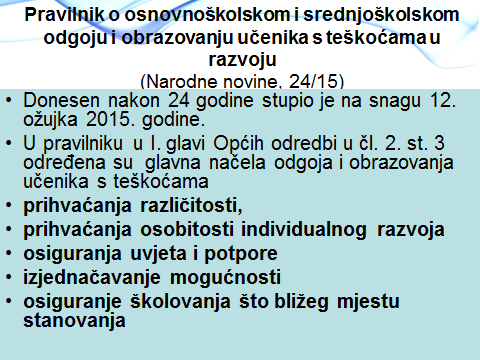 Pravilnik o osnovnoškolskom i srednjoškolskom
odgoju i obrazovanju učenika s teškoćama u
razvoju
(Narodne novine, 24/15)
• Donesen nakon 24 godine stupio je na snagu 12.
ožujka 2015. godine.
• U pravilniku u I. glavi Općih odredbi u čl. 2. st. 3
određena su glavna načela odgoja i obrazovanja
učenika s teškoćama
• prihvaćanja različitosti,
• prihvaćanja osobitosti individualnog razvoja
• osiguranja uvjeta i potpore
• izjednačavanje mogućnosti
• osiguranje školovanja što bližeg mjestu
stanovanja